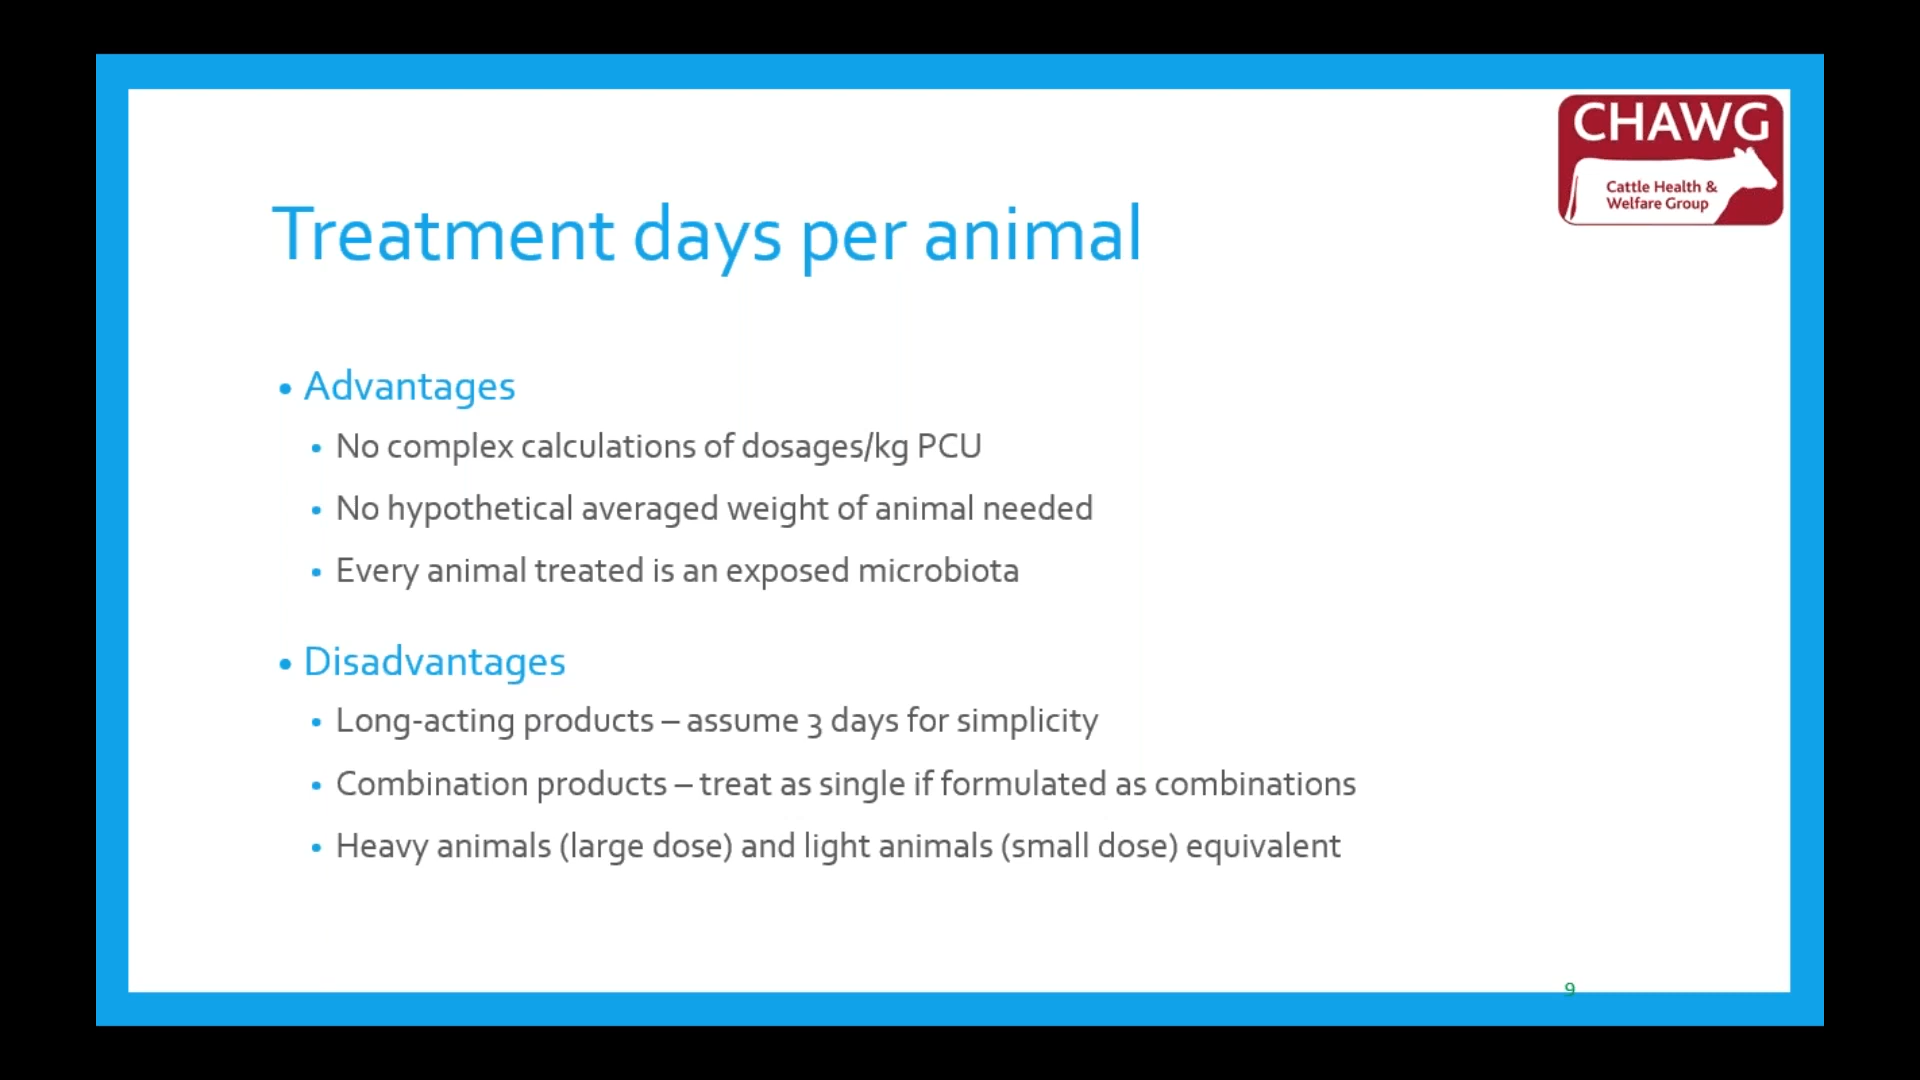 CHAWG
Cattle Health &
Welfare Group
Treatment days per animal
• Advantages
• No complex calculations of dosages/kg PCU
• No hypothetical averaged weight of animal needed
• Every animal treated is an exposed microbiota
• Disadvantages
• Long-acting products – assume 3 days for simplicity
• Combination products – treat as single if formulated as combinations
• Heavy animals (large dose) and light animals (small dose) equivalent
9